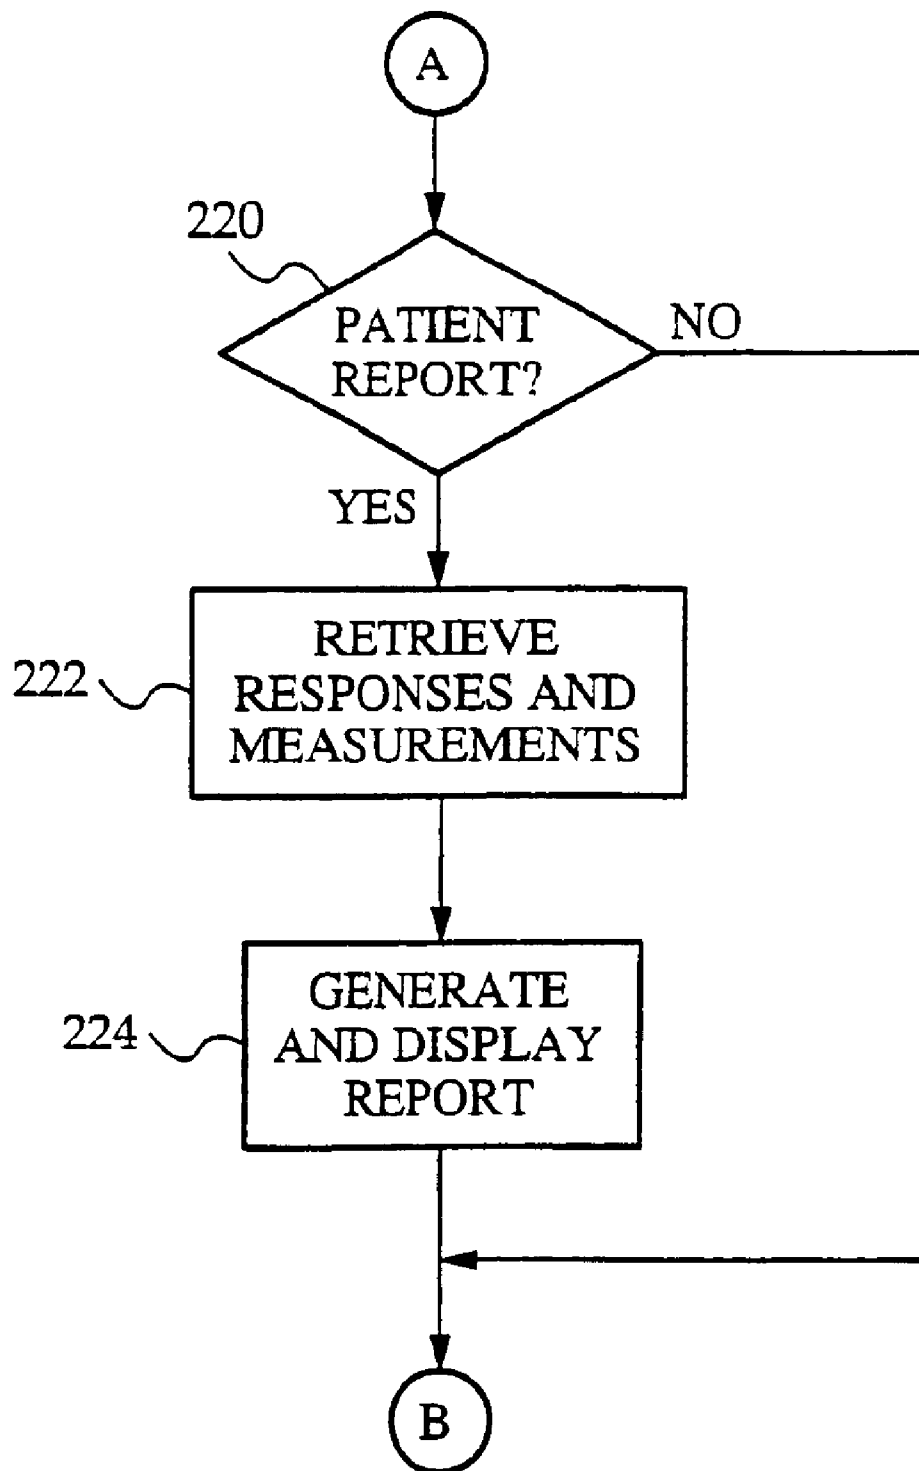 A
220
PATIENT
REPORT?
NO
YES
222
RETRIEVE
RESPONSES AND
MEASUREMENTS
224
GENERATE
AND DISPLAY
REPORT
B